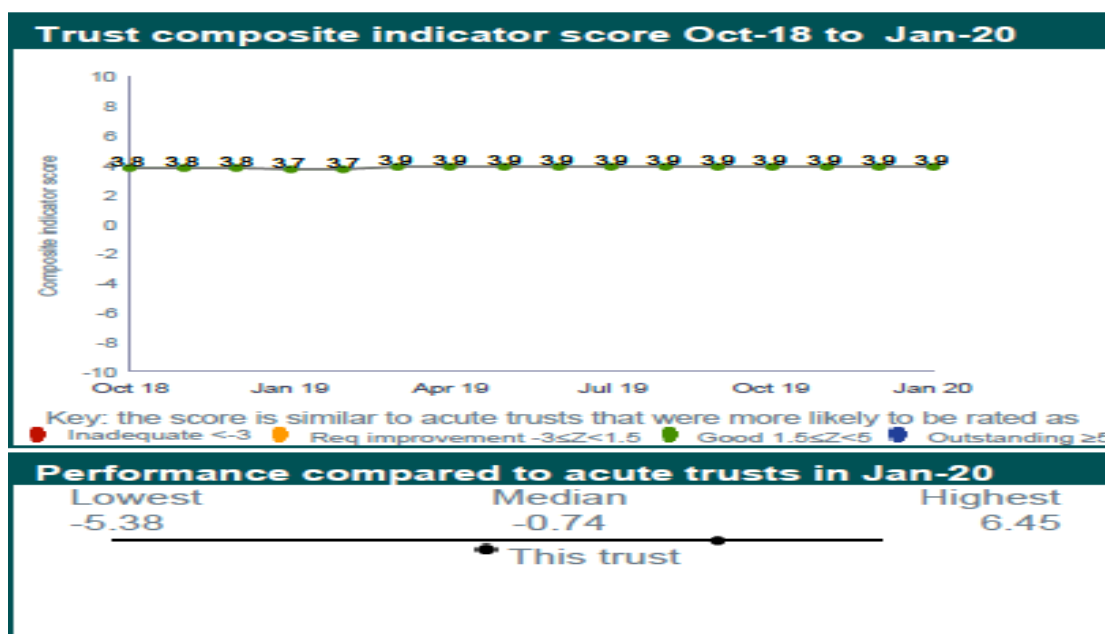 Trust composite indicator score Oct-18 to Jan-20
10
8
6
4
2
0
-2
-4
-6
-8
-10
Composite indicator score
3.8 3.8 3.8 3.7 3.7 3.9 3.9 3.9 3.9 3.9 3.9 3.9 3.9 3.9 3.9 3.9
Oct 18 Jan 19 Apr 19 Jul 19 Oct 19 Jan 20
Key: the score is similar to acute trusts that were more likely to be rated as
Inadequate <-3 Req improvement -3≤Z<1.5 Good 1.5≤Z<5 Outstanding ≥5
Performance compared to acute trusts in Jan-20
Lowest Median Highest
-5.38 -0.74 6.45
This trust